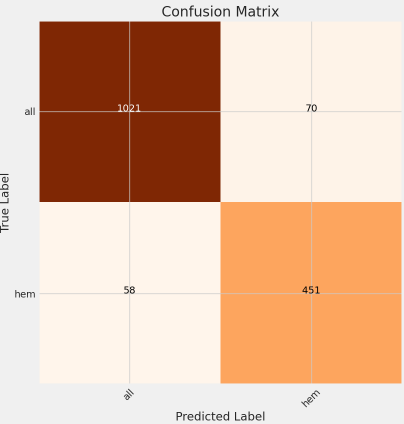 Confusion Matrix
True Label
all
1021
70
hem
58
451
all
hem
Predicted Label